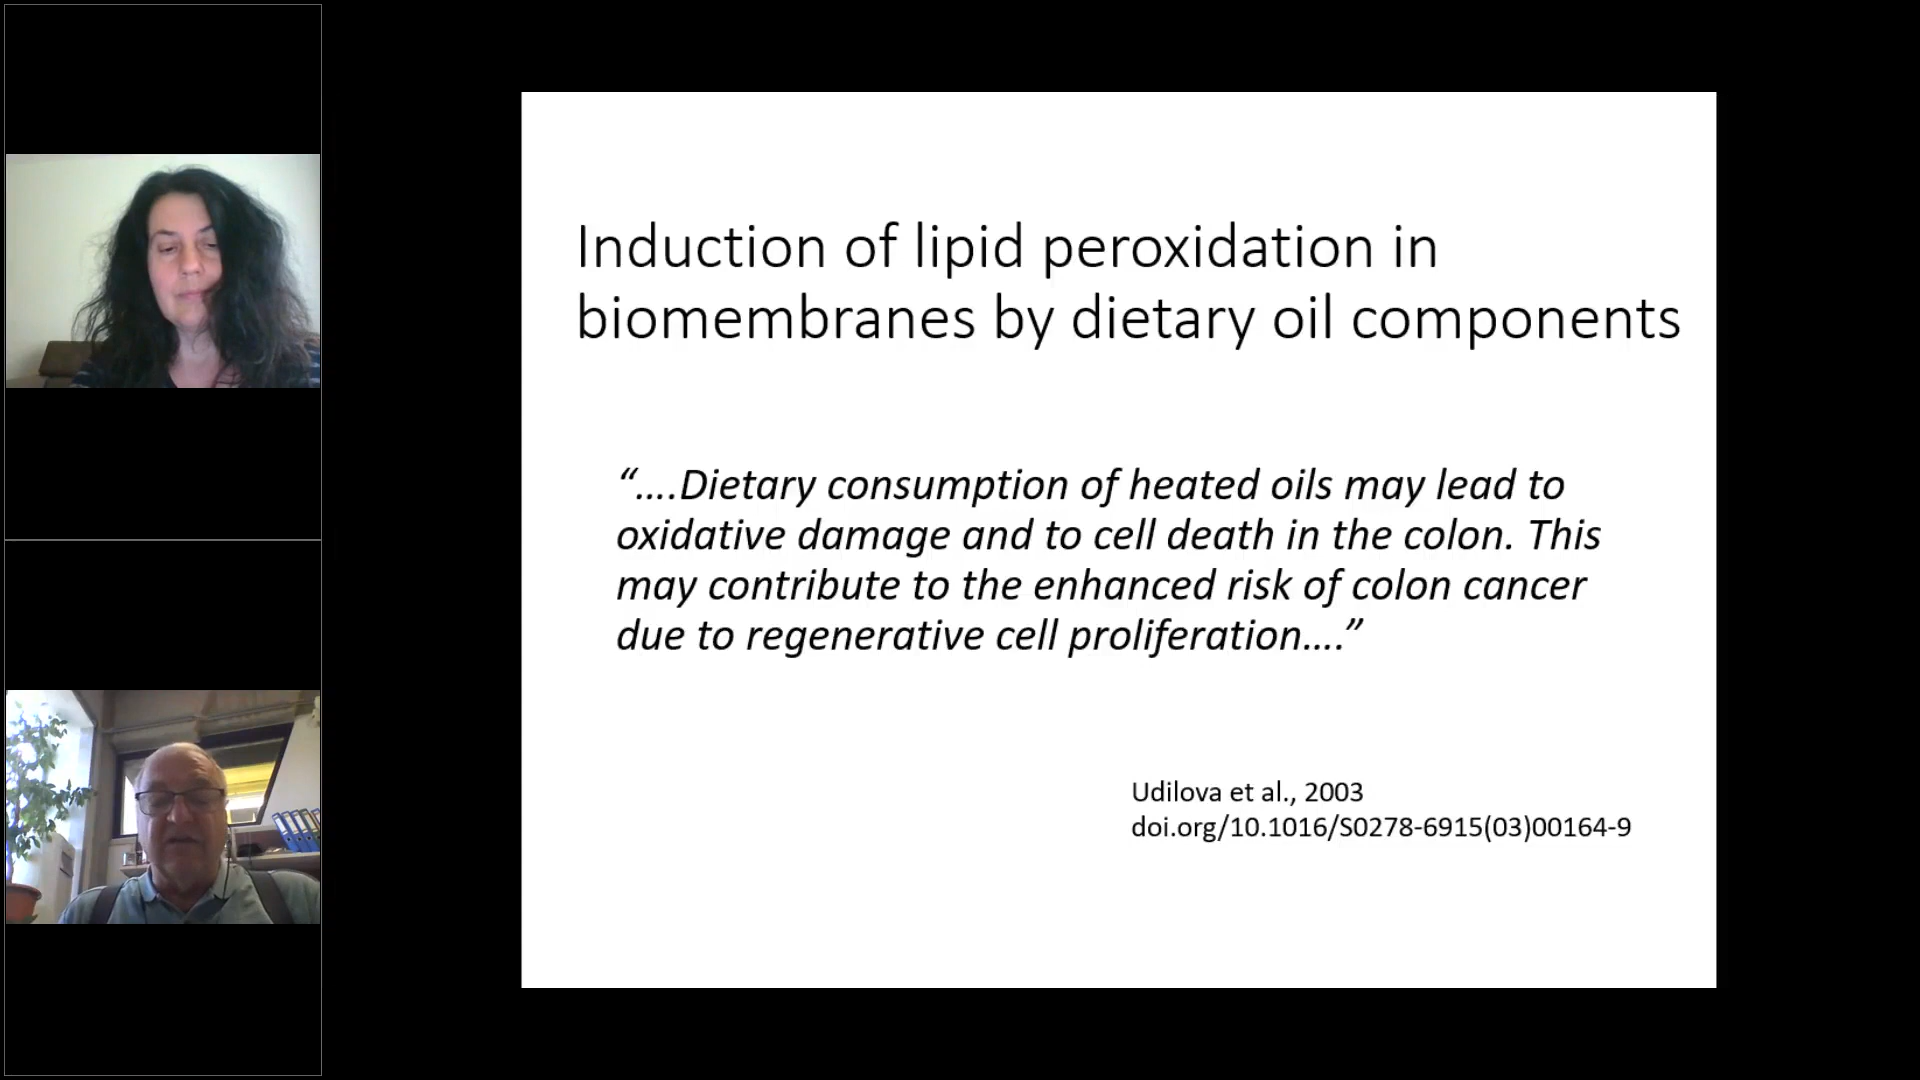 Induction of lipid peroxidation in
biomembranes by dietary oil components
“….Dietary consumption of heated oils may lead to
oxidative damage and to cell death in the colon. This
may contribute to the enhanced risk of colon cancer
due to regenerative cell proliferation….”
Udilova et al., 2003
doi.org/10.1016/S0278-6915(03)00164-9